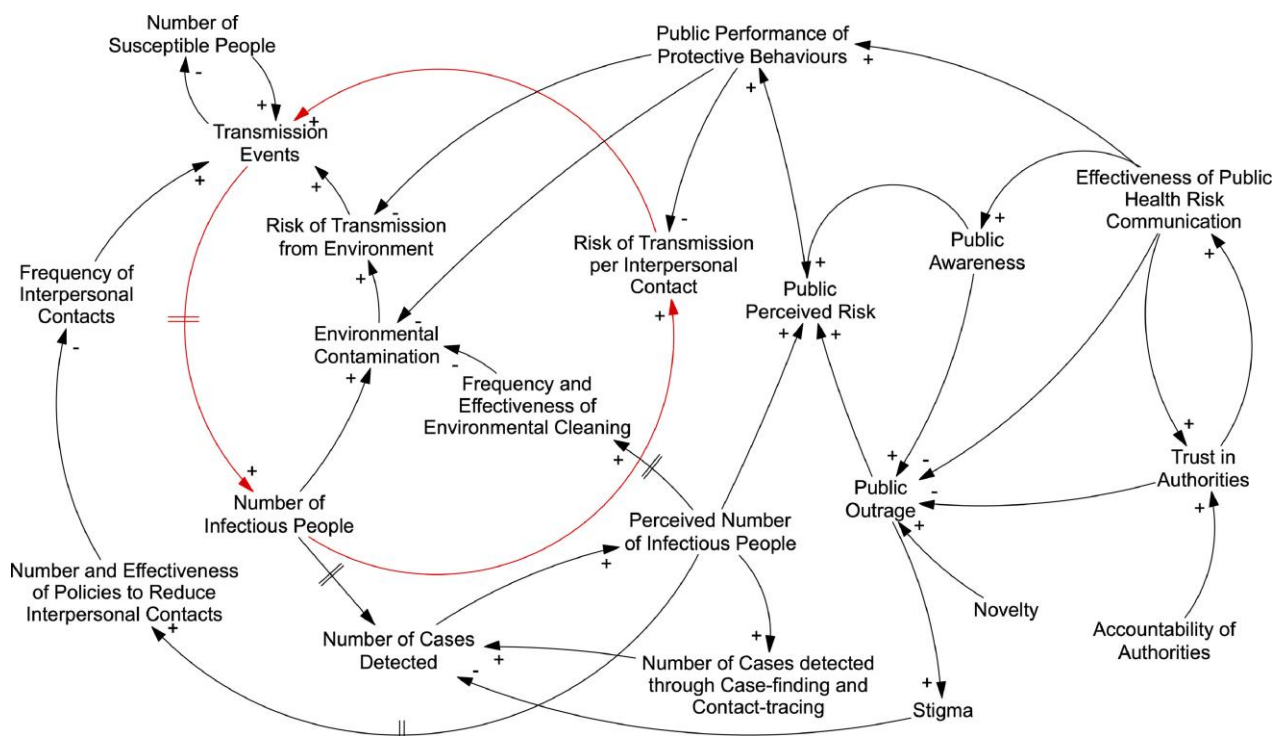 Number of
Susceptible People
-
+
Transmission
Events
+
+
+
Public Performance of
Protective Behaviours
+
+
Effectiveness of Public
Health Risk
Communication
+
Risk of Transmission
from Environment
-
+
-
Risk of Transmission
per Interpersonal
Contact
+
+
Public
Awareness
Frequency of
Interpersonal
Contacts
-
+
Public
Perceived Risk
+
+
Environmental
Contamination
-
+
-
Frequency and
Effectiveness of
Environmental Cleaning
+
+
Number of
Infectious People
Perceived Number
of Infectious People
+
Public
Outrage
+
-
-
+
+
Trust in
Authorities
+
Number and Effectiveness
of Policies to Reduce
Interpersonal Contacts
+
Novelty
Accountability of
Authorities
Number of Cases
Detected
+
-
+
Number of Cases detected
through Case-finding and
Contact-tracing
+
Stigma